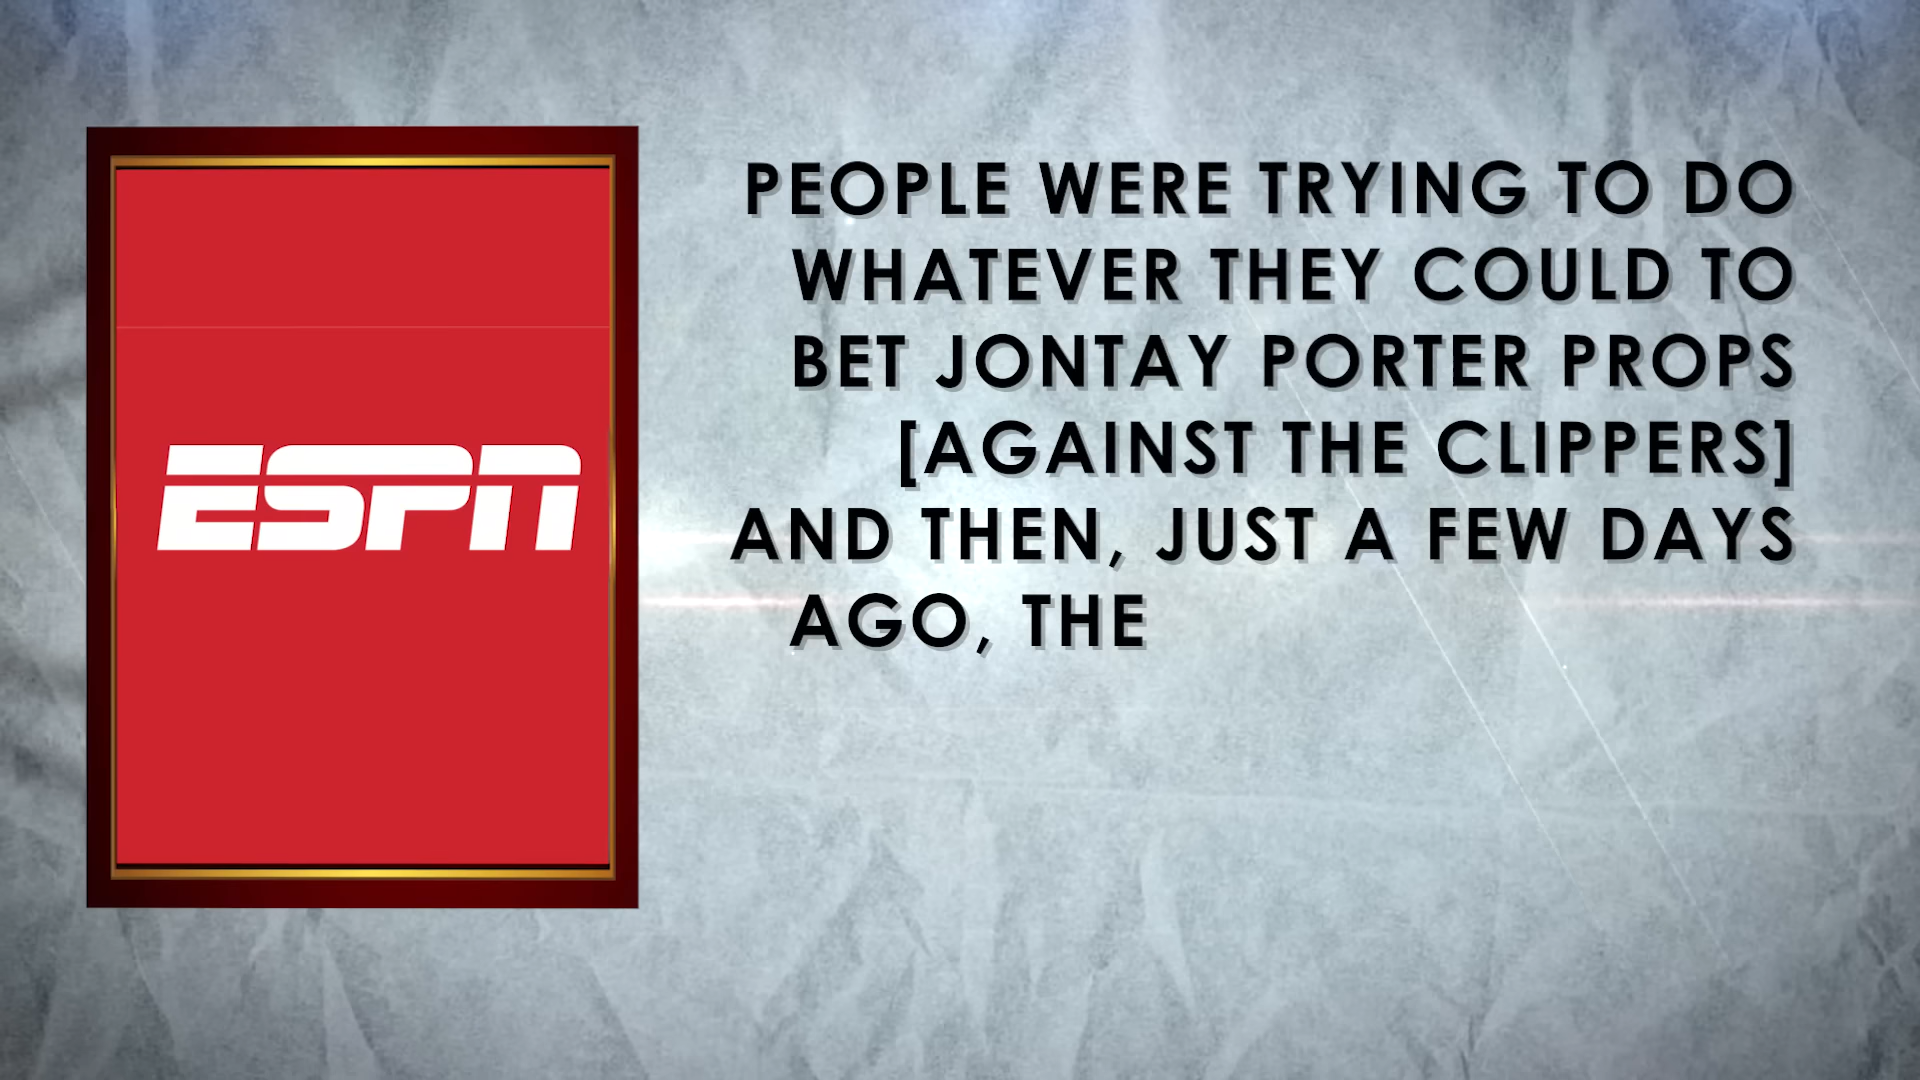 ESPN
PEOPLE WERE TRYING TO DO
WHATEVER THEY COULD TO
BET JONTAY PORTER PROPS
[AGAINST THE CLIPPERS]
AND THEN, JUST A FEW DAYS
AGO, THE